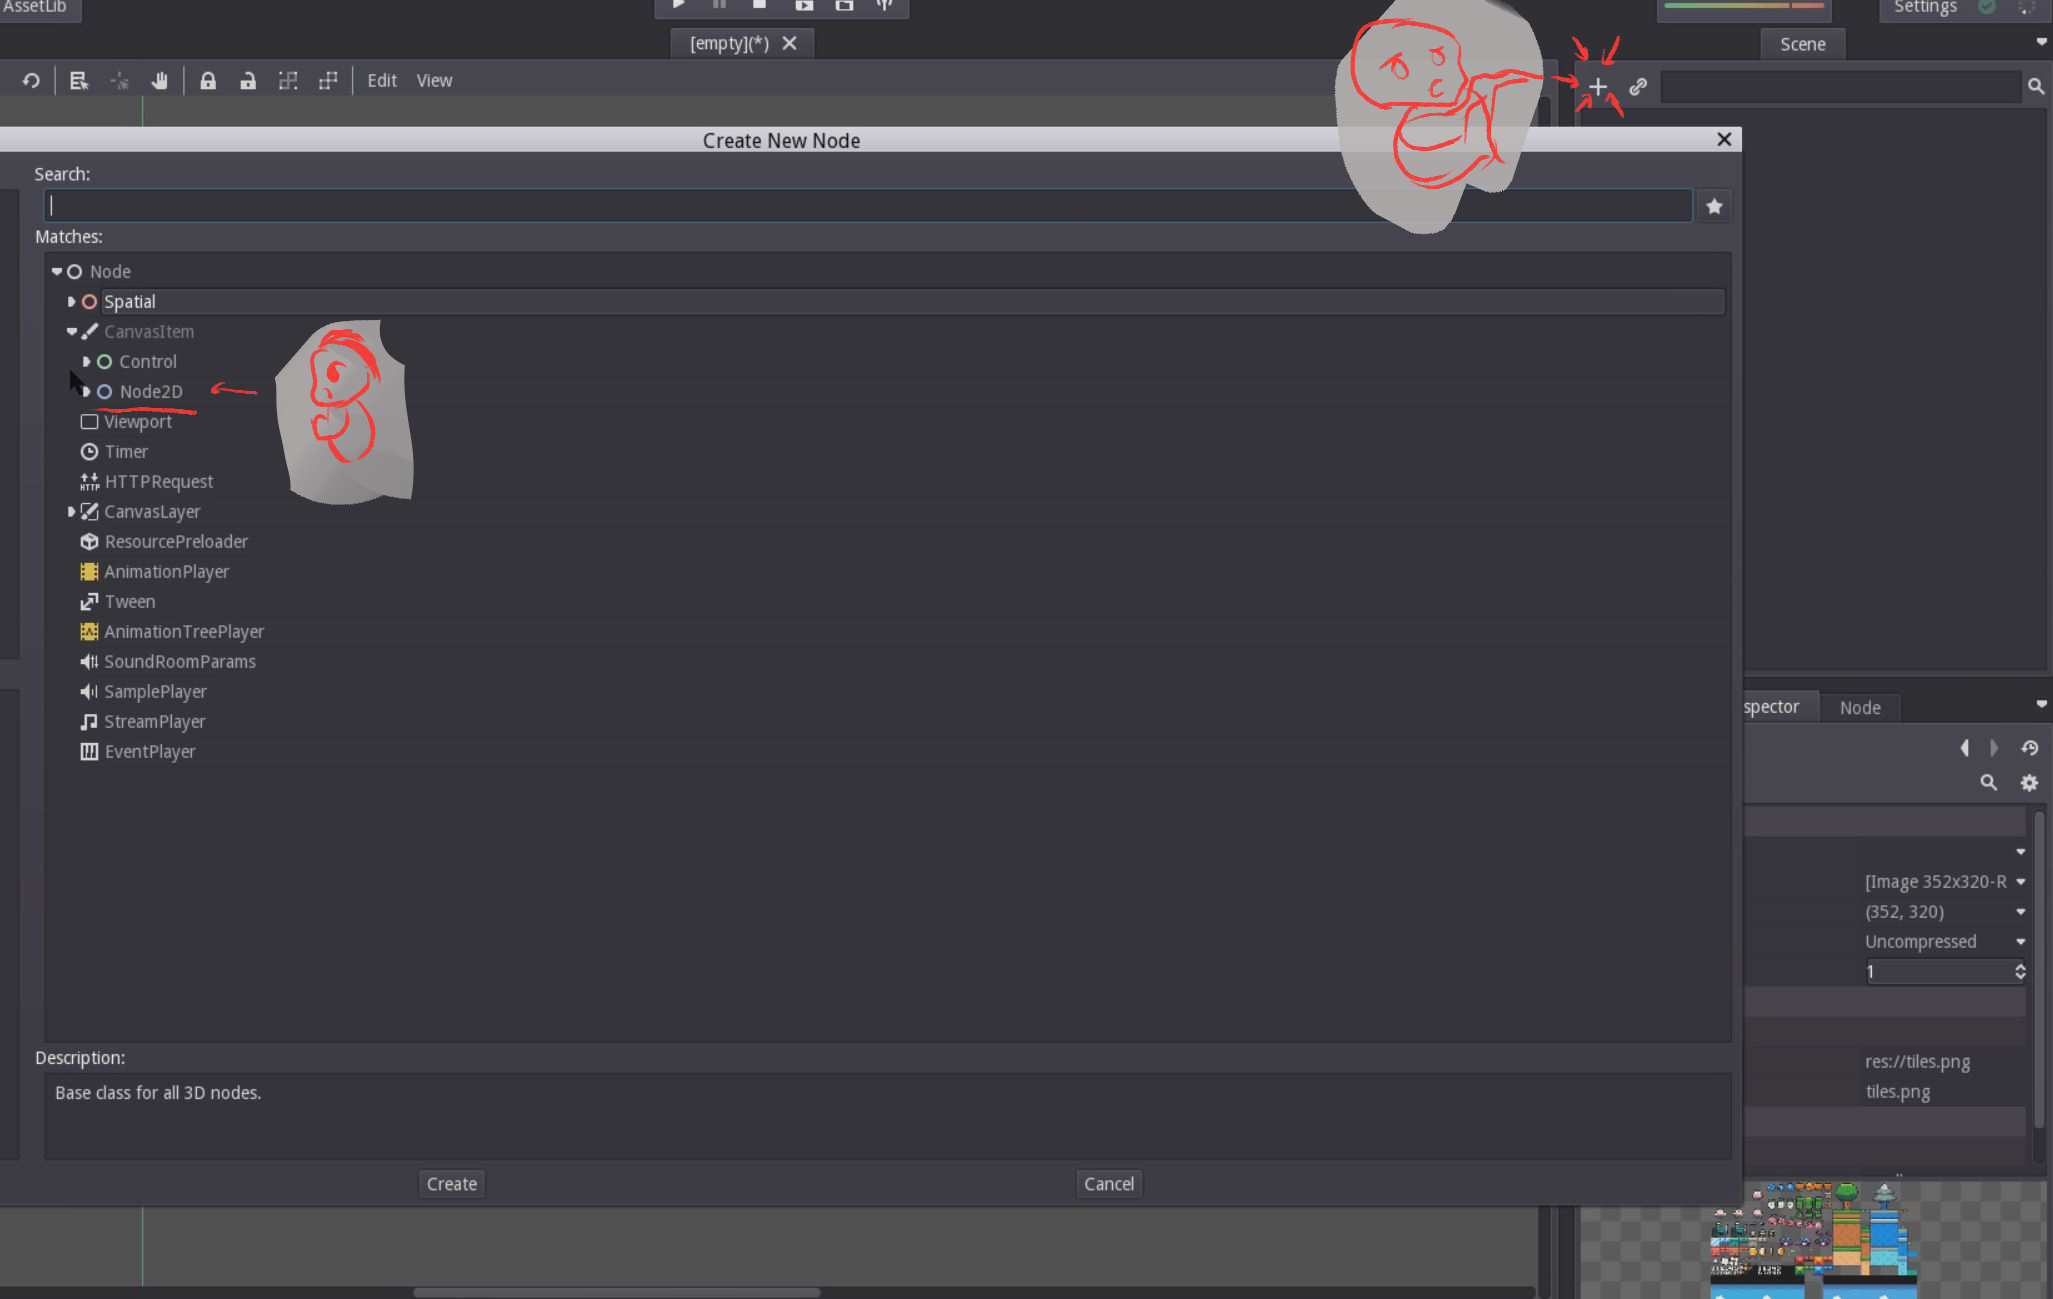 AssetLib
Settings
[empty](*)
Scene
Edit View
Create New Node
Search:
Matches:
Node
Spatial
CanvasItem
Control
Node2D
Viewport
Timer
HTTP HTTPRequest
CanvasLayer
ResourcePreloader
AnimationPlayer
Tween
AnimationTreePlayer
SoundRoomParams
SamplePlayer
StreamPlayer
EventPlayer
spector Node
[Image 352x320-R
(352, 320)
Uncompressed
1
Description:
res://tiles.png
Base class for all 3D nodes.
tiles.png
Create Cancel